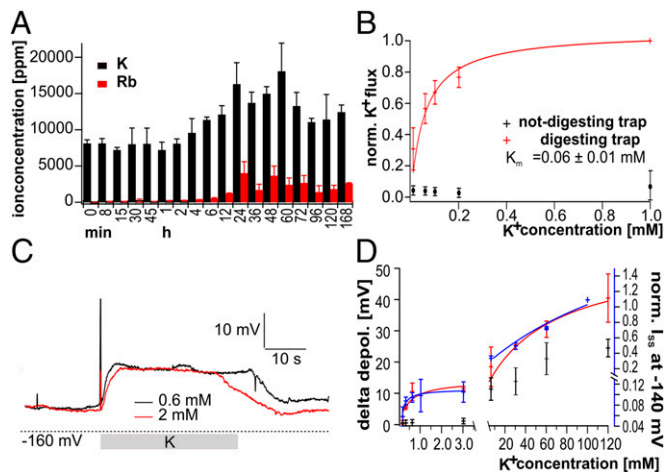 A
20000
15000
10000
5000
0
ionconcentration [ppm]
K
Rb
0 8 15 30 45 1 2 4 6 12 24 36 48 60 72 96 120 168
min h
B
1.0
0.8
0.6
0.4
0.2
0.0
norm. K+flux
not-digesting trap
digesting trap
Km =0.06 ± 0.01 mM
0.2 0.4 0.6 0.8 1.0
K+concentration [mM]
C
10 mV
10 s
0.6 mM
2 mM
-160 mV
K
D
50
40
30
20
10
0
delta depol. [mV]
1.4
1.2
1.0
0.8
0.6
0.4
0.2
0.12
0.08
0.04
norm. Iss at -140 mV
1.0 2.0 3.0 20 40 60 80 100 120
K+concentration [mM]